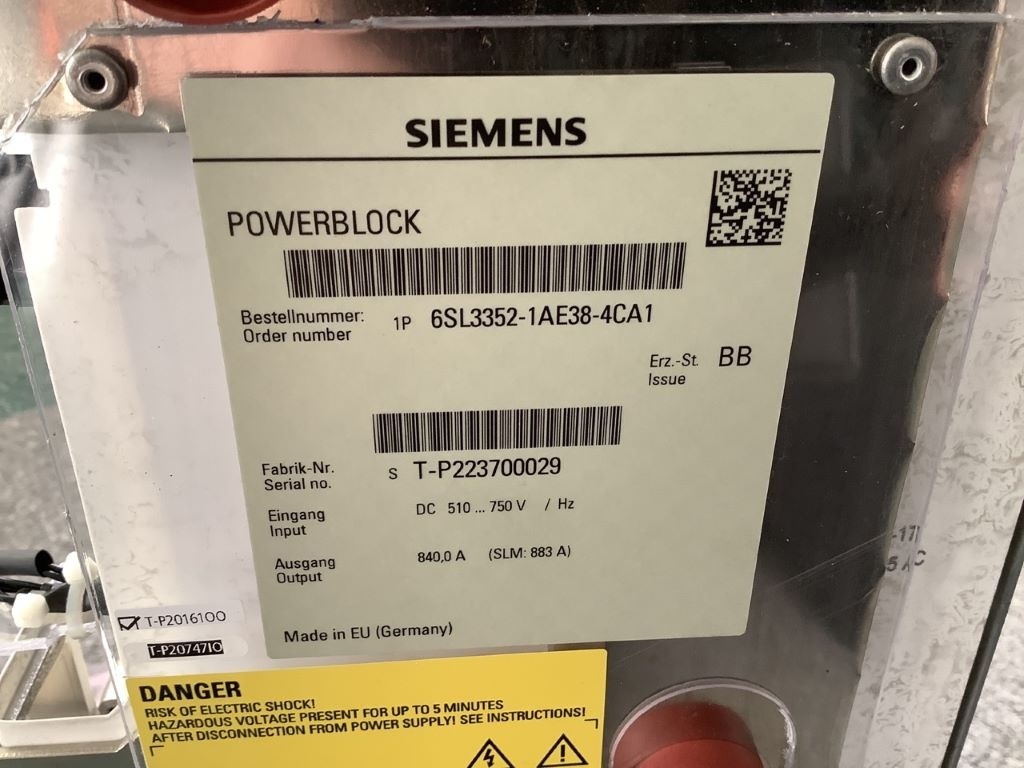 SIEMENS
POWERBLOCK
Bestellnummer: 1P 6SL3352-1AE38-4CA1
Order number
Erz.-St. BB
Issue
Fabrik-Nr. S T-P223700029
Serial no.
Eingang DC 510 ... 750 V / Hz
Input
Ausgang 840,0 A (SLM: 883 A)
Output
Made in EU (Germany)
T-P2016100
T-P2074710
DANGER
RISK OF ELECTRIC SHOCK!
HAZARDOUS VOLTAGE PRESENT FOR UP TO 5 MINUTES
AFTER DISCONNECTION FROM POWER SUPPLY! SEE INSTRUCTIONS!